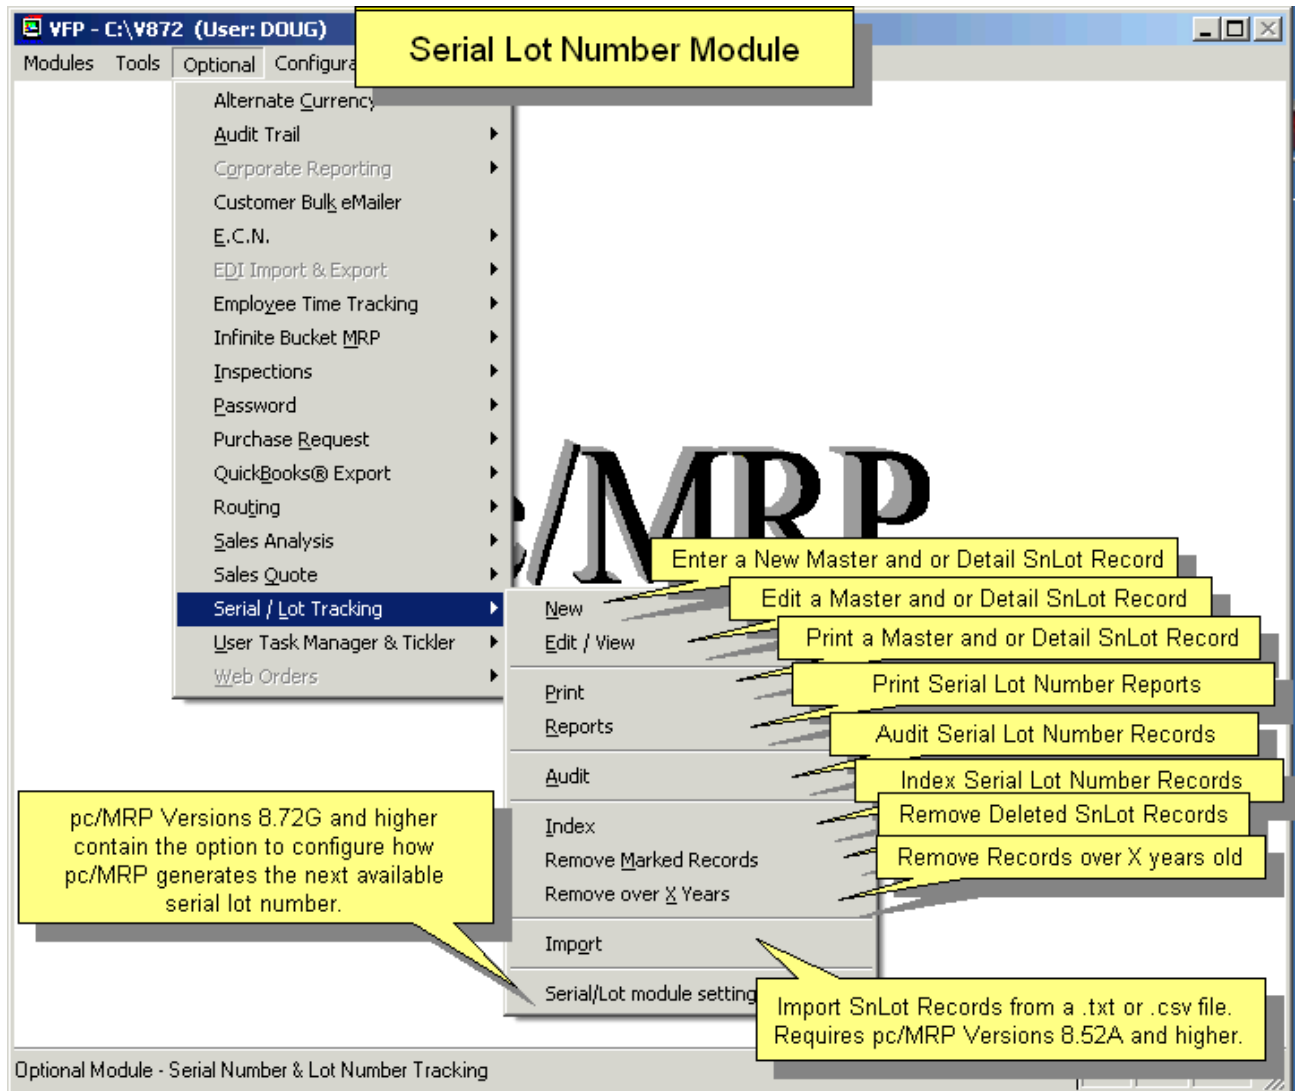 VFP - C:\V872 (User: DOUG)
Serial Lot Number Module
Modules Tools Optional Configura
Alternate Currency
Audit Trail
Corporate Reporting
Customer Bulk eMailer
E.C.N.
EDI Import & Export
Employee Time Tracking
Infinite Bucket MRP
Inspections
Password
Purchase Request
QuickBooks® Export
Routing
Sales Analysis
Sales Quote
Serial / Lot Tracking
User Task Manager & Tickler
Web Orders
c/MRP
Enter a New Master and or Detail SnLot Record
New
Edit a Master and or Detail SnLot Record
Edit / View
Print a Master and or Detail SnLot Record
Print
Print Serial Lot Number Reports
Reports
Audit Serial Lot Number Records
Audit
Index Serial Lot Number Records
Index
Remove Deleted SnLot Records
Remove Marked Records
Remove Records over X years old
Remove over X Years
Import
Serial/Lot module setting
pc/MRP Versions 8.72G and higher
contain the option to configure how
pc/MRP generates the next available
serial lot number.
Import SnLot Records from a .txt or .csv file.
Requires pc/MRP Versions 8.52A and higher.
Optional Module - Serial Number & Lot Number Tracking